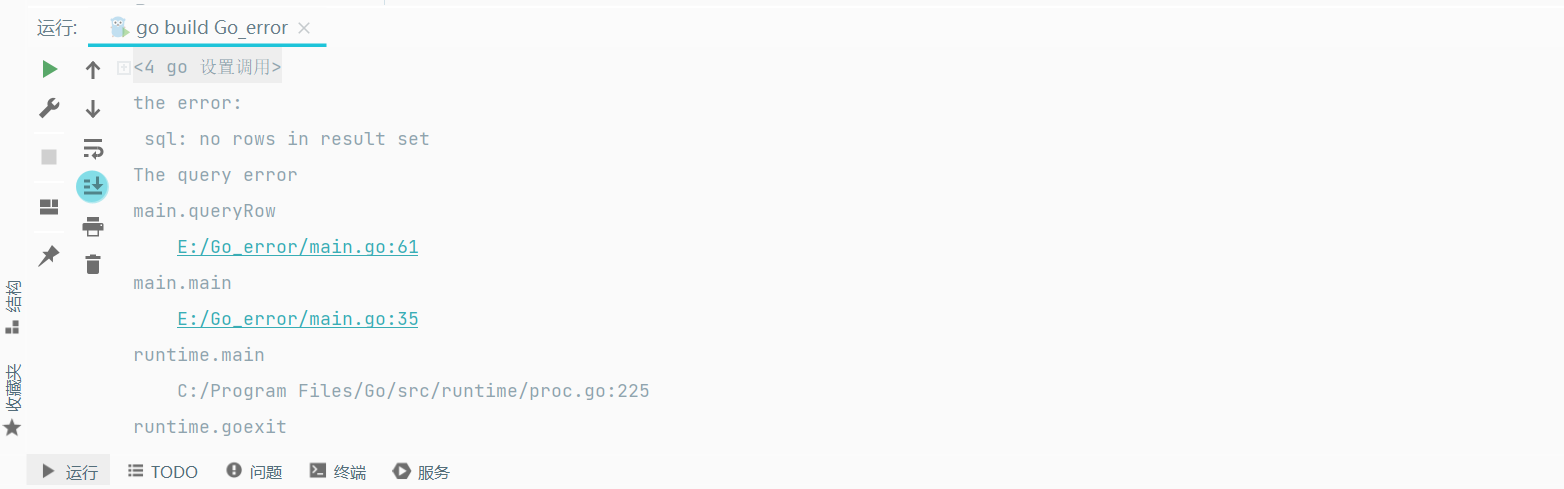 运行:
go build Go_error
<4 go 设置调用>
the error:
sql: no rows in result set
The query error
main.queryRow
E:/Go_error/main.go:61
main.main
E:/Go_error/main.go:35
runtime.main
C:/Program Files/Go/src/runtime/proc.go:225
runtime.goexit
结构
收藏夹
运行
TODO
问题
终端
服务